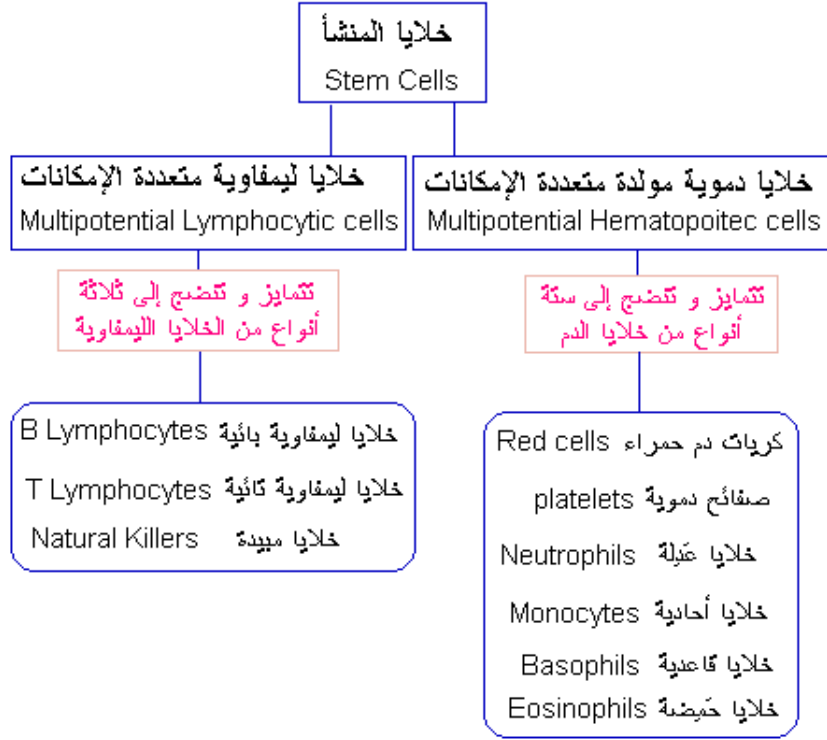 خلايا المنشأ
Stem Cells
خلايا ليمفاوية متعددة الإمكانات
Multipotential Lymphocytic cells
خلايا دموية مولدة متعددة الإمكانات
Multipotential Hematopoitec cells
تتمايز و تنضج إلى ثلاثة
أنواع من الخلايا الليمفاوية
تتمايز و تنضج إلى ستة
أنواع من خلايا الدم
خلايا ليمفاوية بائية B Lymphocytes
خلايا ليمفاوية تائية T Lymphocytes
خلايا مبيدة Natural Killers
كريات دم حمراء Red cells
صفائح دموية platelets
خلايا عَدِلة Neutrophils
خلايا أحادية Monocytes
خلايا قاعدية Basophils
خلايا حَمِضة Eosinophils